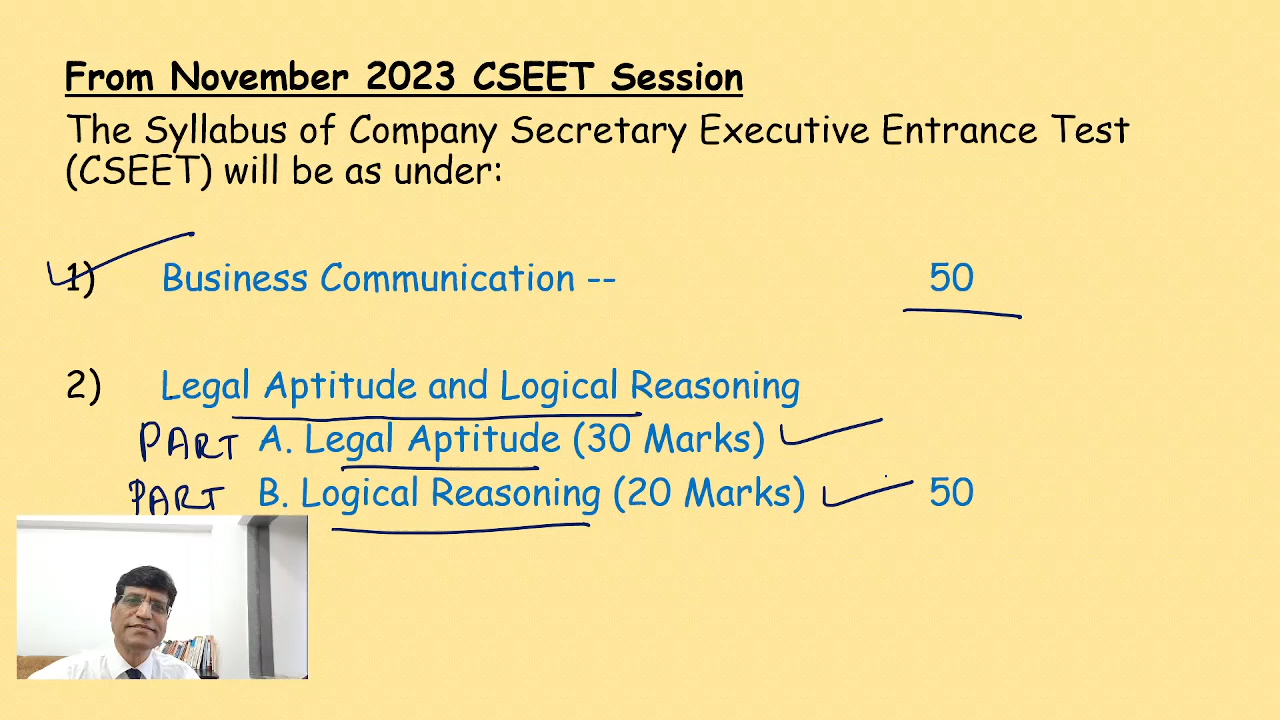 From November 2023 CSEET Session
The Syllabus of Company Secretary Executive Entrance Test
(CSEET) will be as under:
1) Business Communication -- 50
2) Legal Aptitude and Logical Reasoning
PART A. Legal Aptitude (30 Marks)
PART B. Logical Reasoning (20 Marks) 50